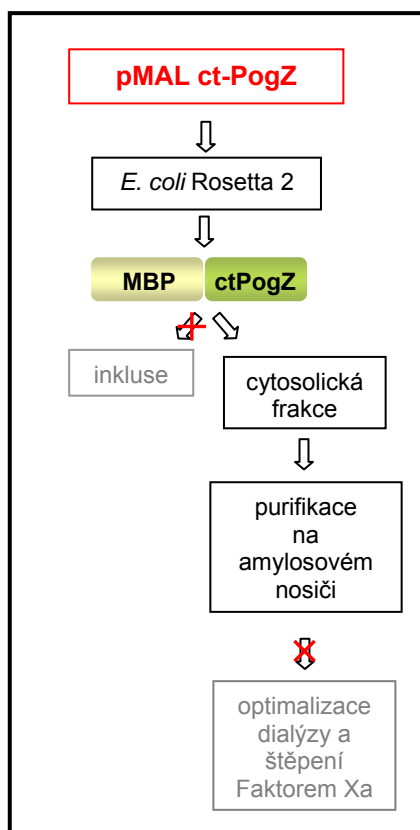 pMAL ct-PogZ
E. coli Rosetta 2
MBP ctPogZ
inkluse
cytosolická
frakce
purifikace
na
amylosovém
nosiči
optimalizace
dialýzy a
štěpení
Faktorem Xa